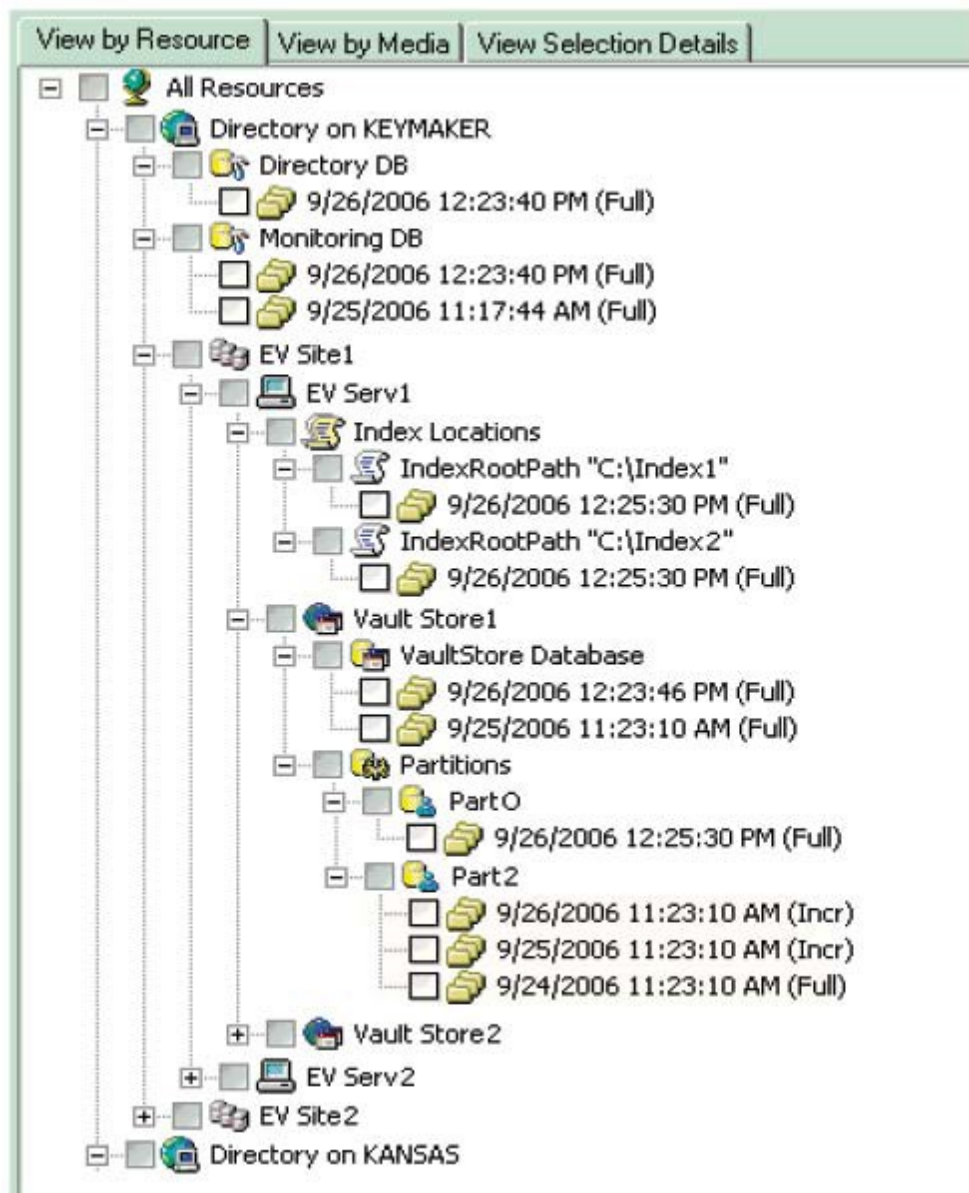 View by Resource View by Media View Selection Details
All Resources
Directory on KEYMAKER
Directory DB
9/26/2006 12:23:40 PM (Full)
Monitoring DB
9/26/2006 12:23:40 PM (Full)
9/25/2006 11:17:44 AM (Full)
EV Site1
EV Serv1
Index Locations
IndexRootPath "C:\Index1"
9/26/2006 12:25:30 PM (Full)
IndexRootPath "C:\Index2"
9/26/2006 12:25:30 PM (Full)
Vault Store1
VaultStore Database
9/26/2006 12:23:46 PM (Full)
9/25/2006 11:23:10 AM (Full)
Partitions
PartO
9/26/2006 12:25:30 PM (Full)
Part2
9/26/2006 11:23:10 AM (Incr)
9/25/2006 11:23:10 AM (Incr)
9/24/2006 11:23:10 AM (Full)
Vault Store2
EV Serv2
EV Site2
Directory on KANSAS